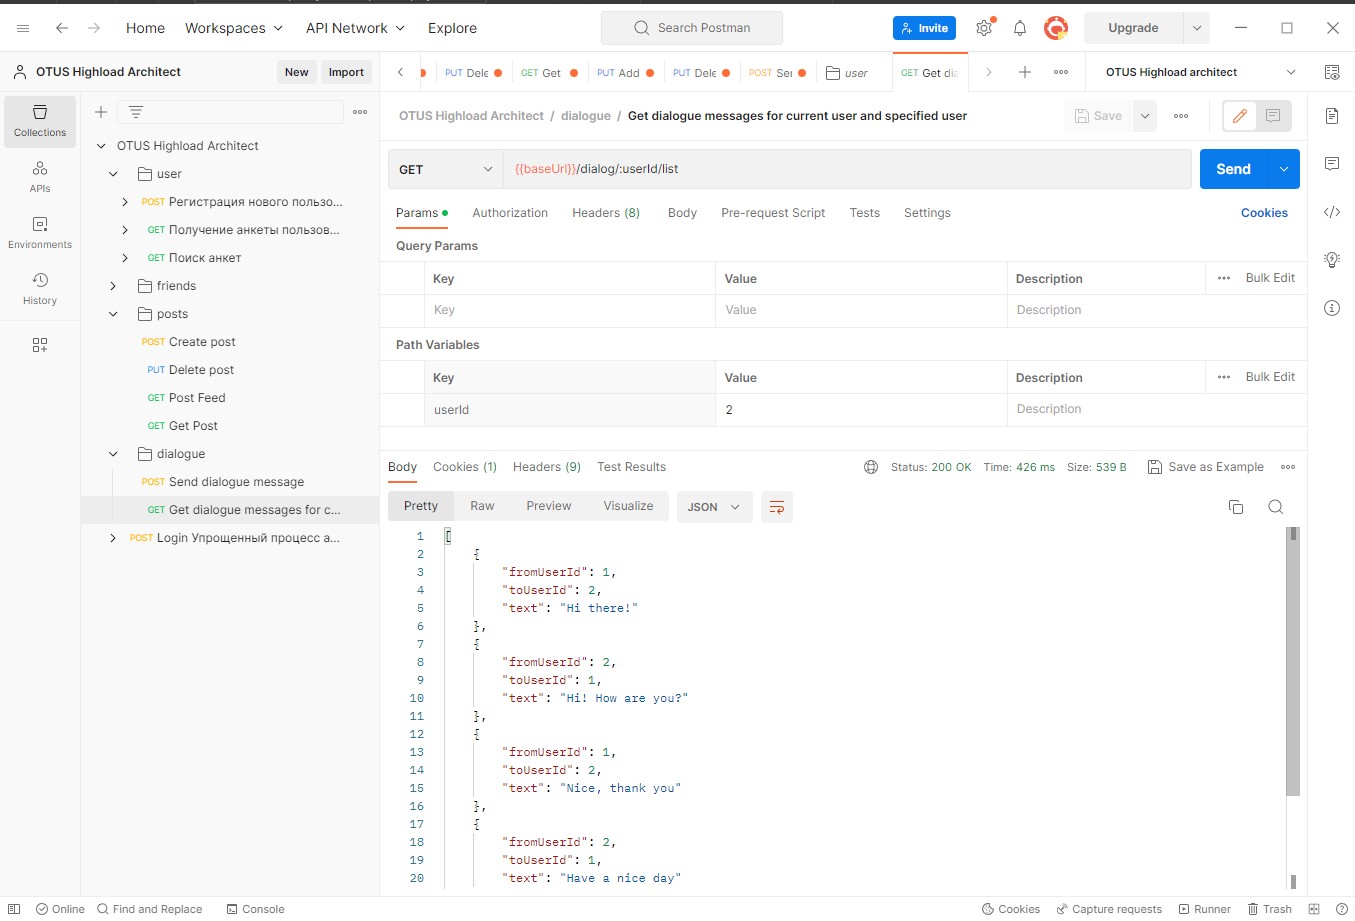 Home Workspaces API Network Explore Search Postman Invite Upgrade
OTUS Highload Architect New Import
PUT Dele GET Get PUT Add PUT Dele POST Ser user GET Get dia OTUS Highload architect
Collections
APIs
Environments
History
OTUS Highload Architect
user
POST Регистрация нового пользо...
GET Получение анкеты пользов...
GET Поиск анкет
friends
posts
POST Create post
PUT Delete post
GET Post Feed
GET Get Post
dialogue
POST Send dialogue message
GET Get dialogue messages for c...
POST Login Упрощенный процесс а...
OTUS Highload Architect / dialogue / Get dialogue messages for current user and specified user Save
GET {{baseUrl}}/dialog/:userId/list Send
Params Authorization Headers (8) Body Pre-request Script Tests Settings Cookies
Query Params
Key Value Description Bulk Edit
Key Value Description
Path Variables
Key Value Description Bulk Edit
userId 2 Description
Body Cookies (1) Headers (9) Test Results Status: 200 OK Time: 426 ms Size: 539 B Save as Example
Pretty Raw Preview Visualize JSON
1 [
2 {
3 "fromUserId": 1,
4 "toUserId": 2,
5 "text": "Hi there!"
6 },
7 {
8 "fromUserId": 2,
9 "toUserId": 1,
10 "text": "Hi! How are you?"
11 },
12 {
13 "fromUserId": 1,
14 "toUserId": 2,
15 "text": "Nice, thank you"
16 },
17 {
18 "fromUserId": 2,
19 "toUserId": 1,
20 "text": "Have a nice day"
Online Find and Replace Console Cookies Capture requests Runner Trash